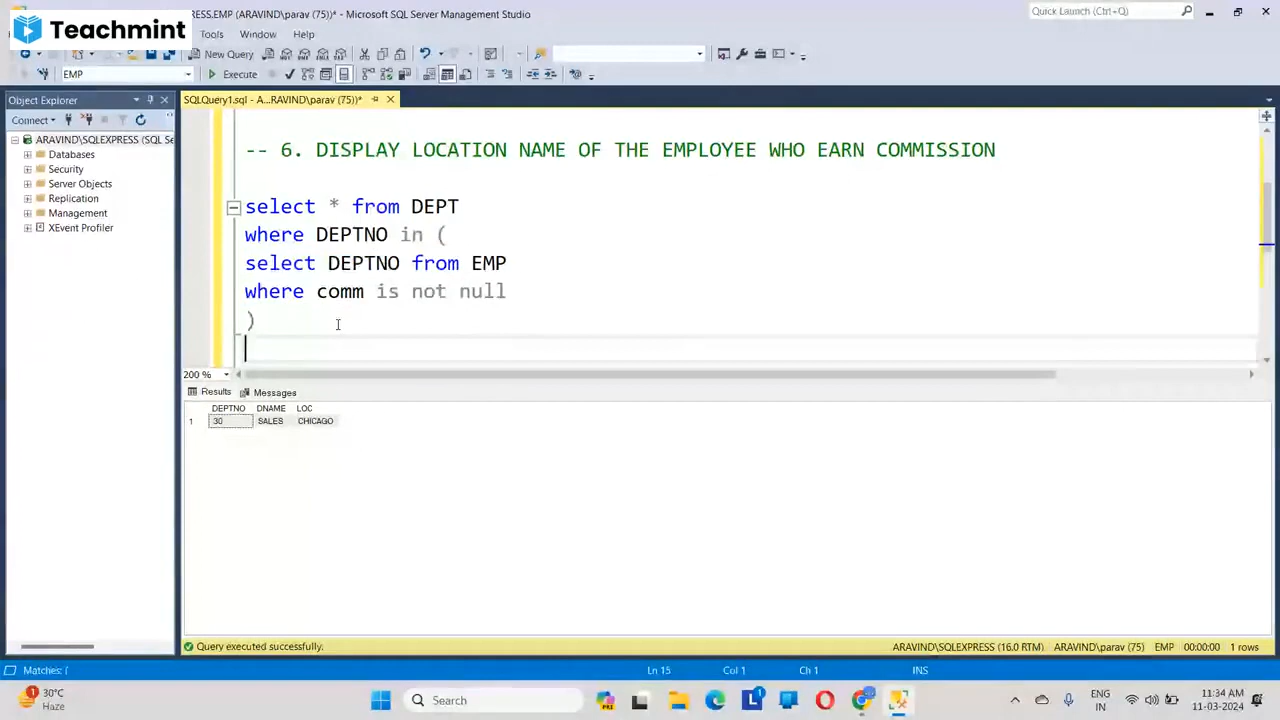 RESS.EMP (ARAVIND\parav (75))* - Microsoft SQL Server Management Studio
Quick Launch (Ctrl+Q)
Teachmint
Tools Window Help
New Query
EMP
Execute
Object Explorer
SQLQuery1.sql - A...RAVIND\parav (75))*
Connect
ARAVIND\SQLEXPRESS (SQL Se
Databases
Security
Server Objects
Replication
Management
XEvent Profiler
-- 6. DISPLAY LOCATION NAME OF THE EMPLOYEE WHO EARN COMMISSION
select * from DEPT
where DEPTNO in (
select DEPTNO from EMP
where comm is not null
)
200 %
Results Messages
DEPTNO DNAME LOC
1 30 SALES CHICAGO
Query executed successfully.
ARAVIND\SQLEXPRESS (16.0 RTM) ARAVIND\parav (75) EMP 00:00:00 1 rows
Matches: (
Ln 15 Col 1 Ch 1 INS
30°C
Haze
Search
ENG
IN
11:34 AM
11-03-2024